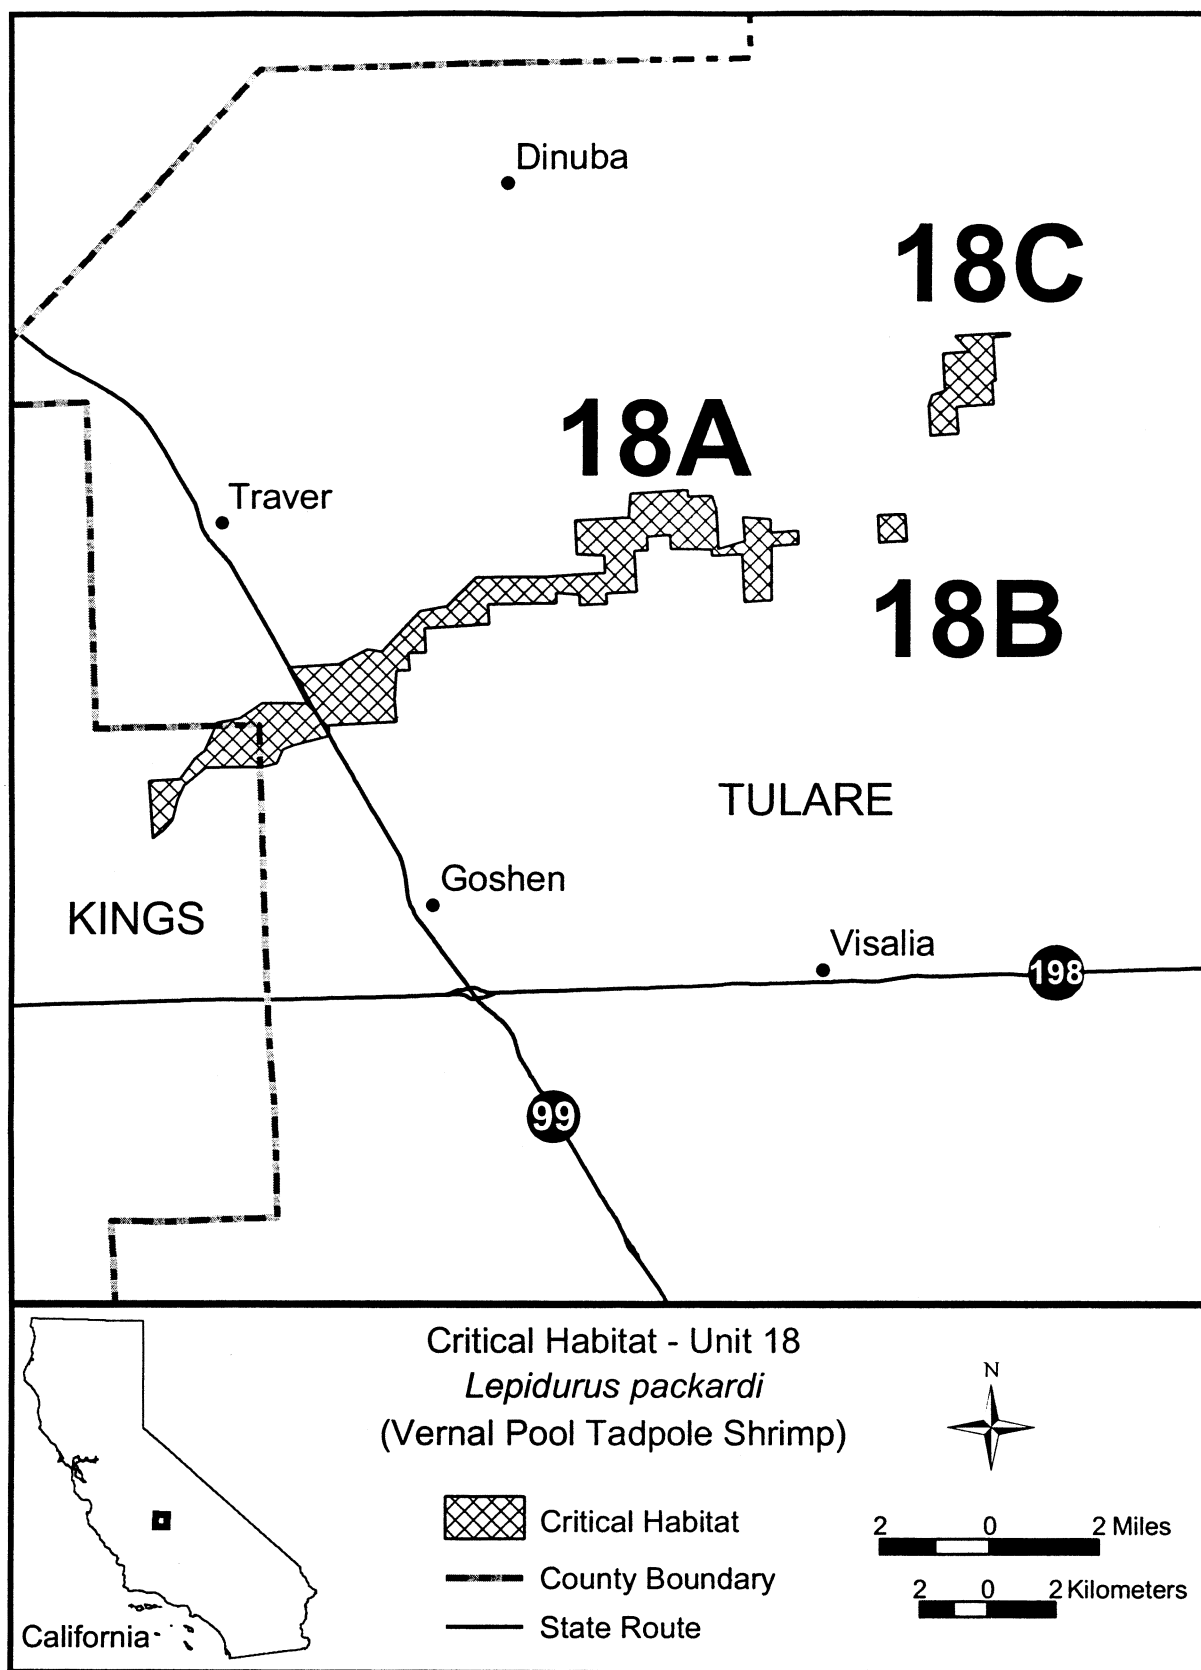 Dinuba
18C
18A
Traver
18B
TULARE
Goshen
KINGS
Visalia
198
99
Critical Habitat - Unit 18
Lepidurus packardi
(Vernal Pool Tadpole Shrimp)
N
Critical Habitat
County Boundary
State Route
2 0 2 Miles
2 0 2 Kilometers
California